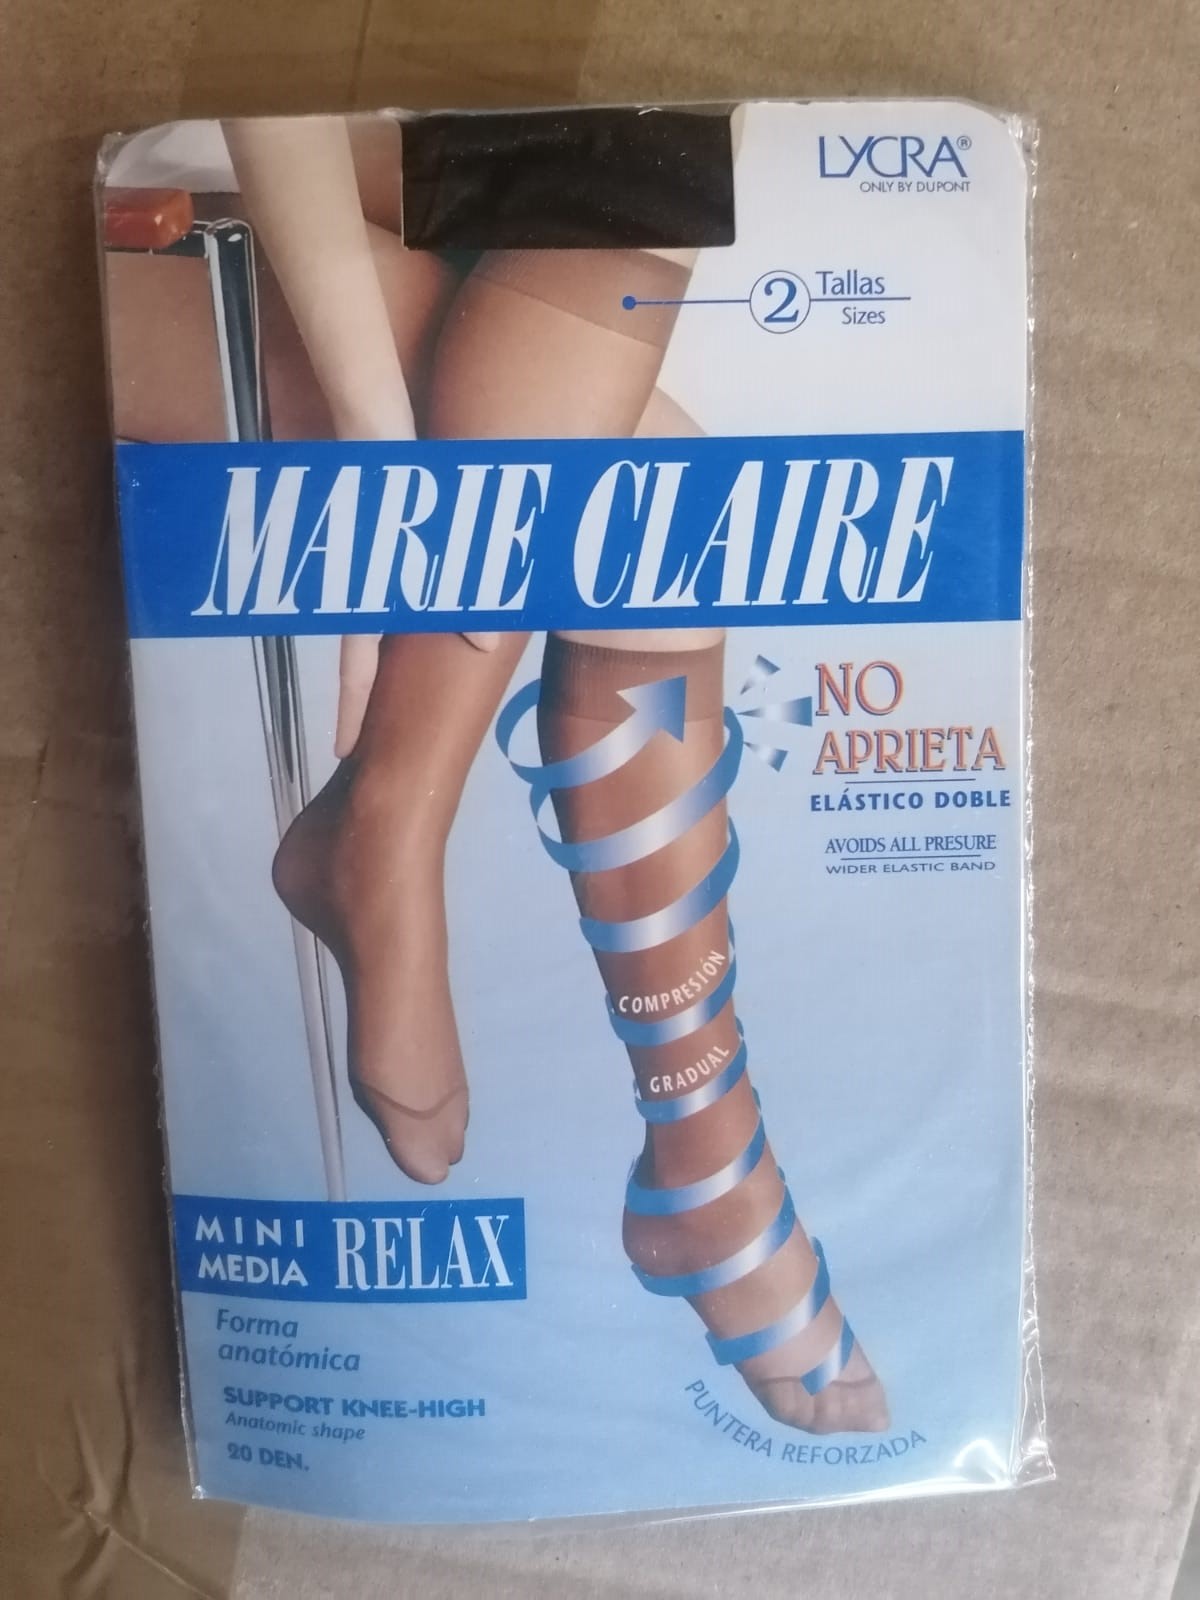 LYCRA®
ONLY BY DUPONT
2 Tallas
Sizes
MARIE CLAIRE
NO
APRIETA
ELÁSTICO DOBLE
AVOIDS ALL PRESURE
WIDER ELASTIC BAND
COMPRESIÓN
GRADUAL
MINI
MEDIA RELAX
Forma
anatómica
SUPPORT KNEE-HIGH
Anatomic shape
20 DEN.
PUNTERA REFORZADA